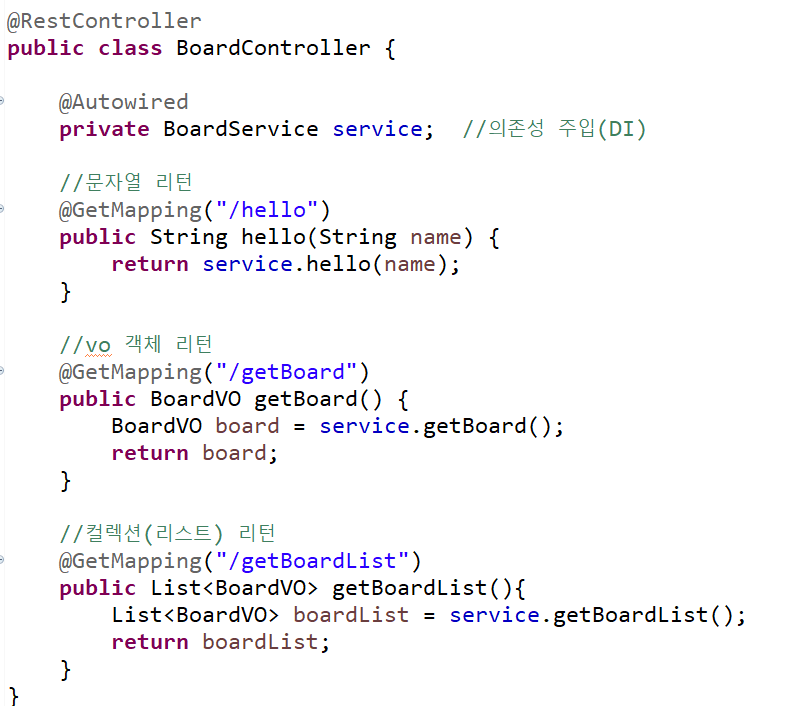 @RestController
public class BoardController {
@Autowired
private BoardService service;  //의존성 주입(DI)
//문자열 리턴
@GetMapping("/hello")
public String hello(String name) {
return service.hello(name);
}
//vo 객체 리턴
@GetMapping("/getBoard")
public BoardVO getBoard() {
BoardVO board = service.getBoard();
return board;
}
//컬렉션(리스트) 리턴
@GetMapping("/getBoardList")
public List<BoardVO> getBoardList(){
List<BoardVO> boardList = service.getBoardList();
return boardList;
}
}